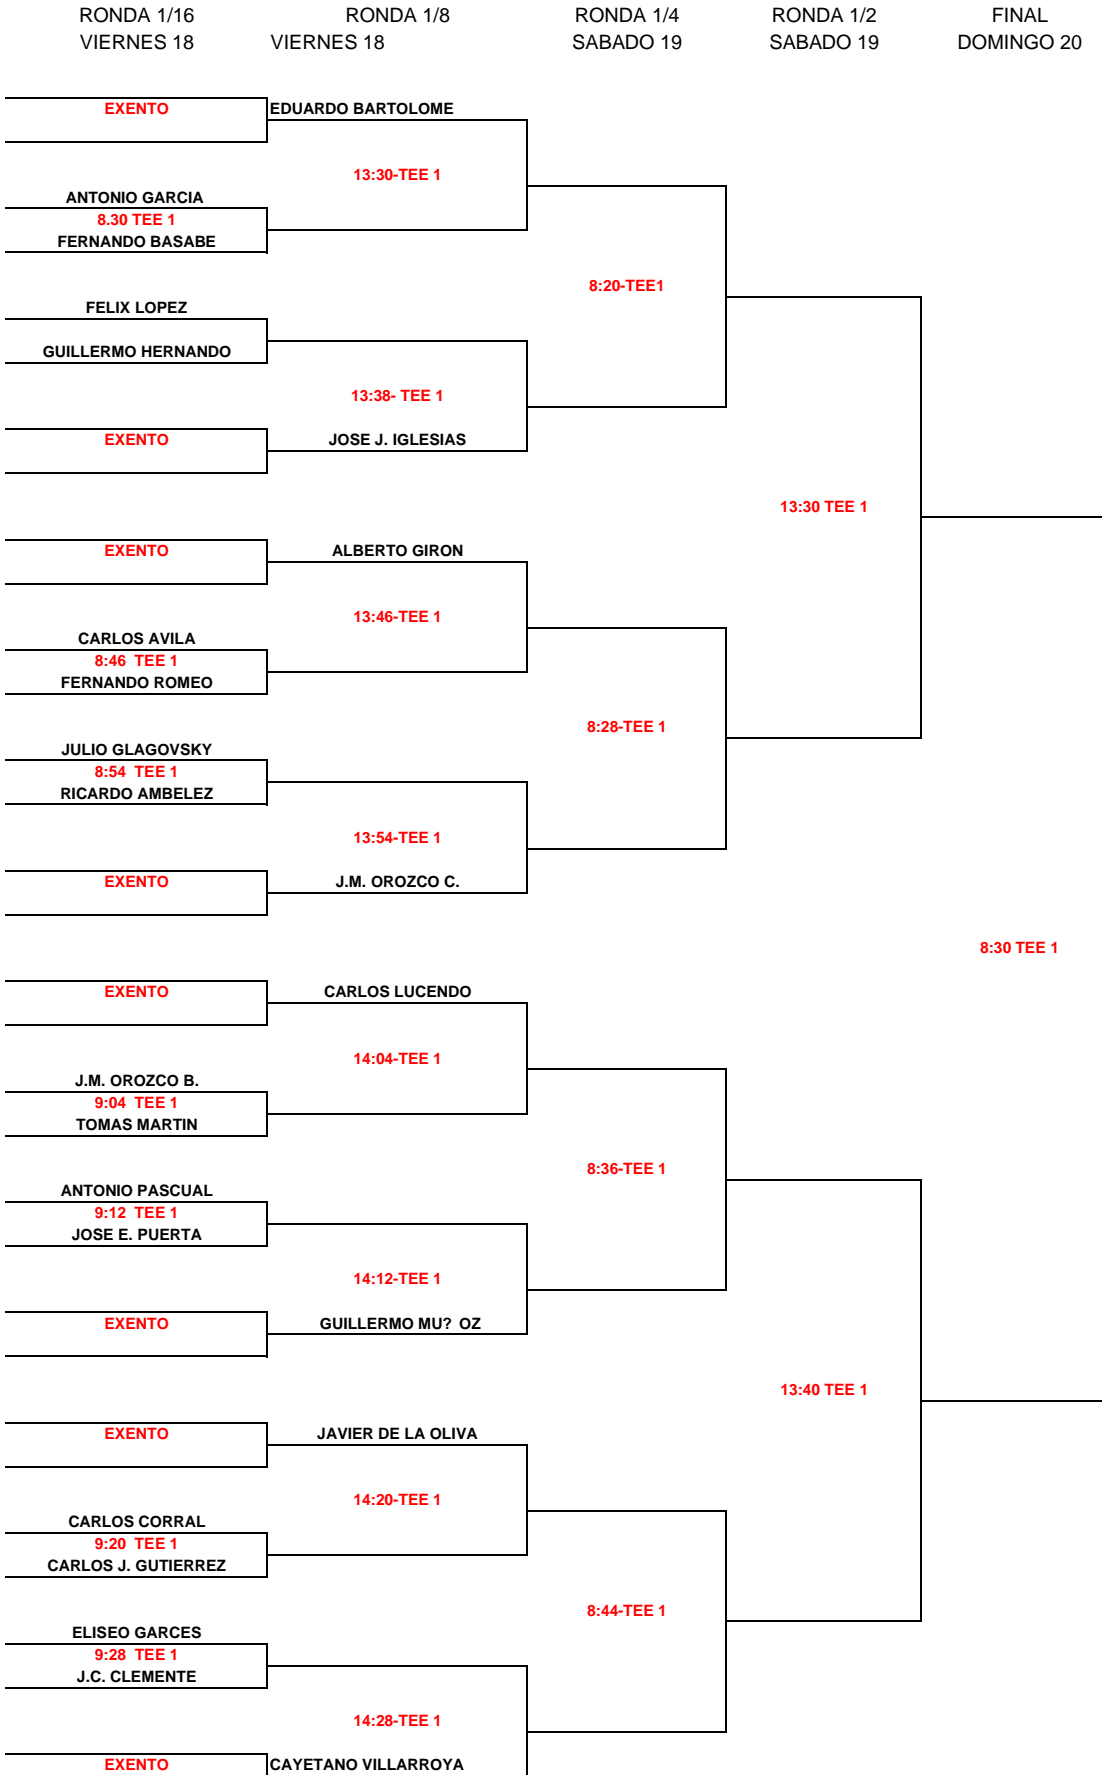 RONDA 1/16 RONDA 1/8 RONDA 1/4 RONDA 1/2 FINAL
VIERNES 18 VIERNES 18 SABADO 19 SABADO 19 DOMINGO 20
EXENTO EDUARDO BARTOLOME
13:30-TEE 1
ANTONIO GARCIA
8.30 TEE 1
FERNANDO BASABE
8:20-TEE1
FELIX LOPEZ
GUILLERMO HERNANDO
13:38- TEE 1
EXENTO JOSE J. IGLESIAS
13:30 TEE 1
EXENTO ALBERTO GIRON
13:46-TEE 1
CARLOS AVILA
8:46 TEE 1
FERNANDO ROMEO
8:28-TEE 1
JULIO GLAGOVSKY
8:54 TEE 1
RICARDO AMBELEZ
13:54-TEE 1
EXENTO J.M. OROZCO C.
8:30 TEE 1
EXENTO CARLOS LUCENDO
14:04-TEE 1
J.M. OROZCO B.
9:04 TEE 1
TOMAS MARTIN
8:36-TEE 1
ANTONIO PASCUAL
9:12 TEE 1
JOSE E. PUERTA
14:12-TEE 1
EXENTO GUILLERMO MU? OZ
13:40 TEE 1
EXENTO JAVIER DE LA OLIVA
14:20-TEE 1
CARLOS CORRAL
9:20 TEE 1
CARLOS J. GUTIERREZ
8:44-TEE 1
ELISEO GARCES
9:28 TEE 1
J.C. CLEMENTE
14:28-TEE 1
EXENTO CAYETANO VILLARROYA